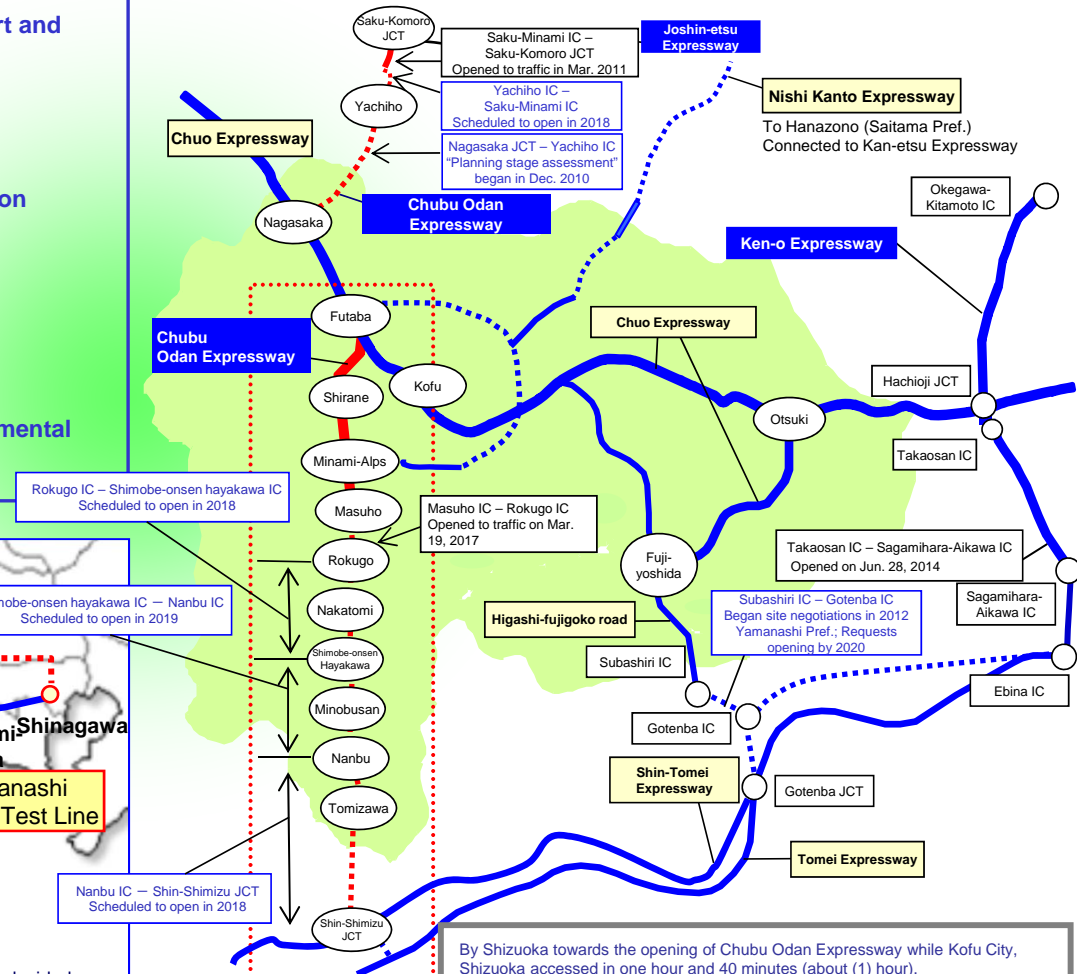 rt and
on
mental
Saku-Komoro
JCT
Saku-Minami IC –
Saku-Komoro JCT
Opened to traffic in Mar. 2011
Joshin-etsu
Expressway
Yachiho
Yachiho IC –
Saku-Minami IC
Scheduled to open in 2018
Nishi Kanto Expressway
To Hanazono (Saitama Pref.)
Connected to Kan-etsu Expressway
Chuo Expressway
Nagasaka JCT – Yachiho IC
“Planning stage assessment”
began in Dec. 2010
Nagasaka
Chubu Odan
Expressway
Okegawa-
Kitamoto IC
Ken-o Expressway
Futaba
Chubu
Odan Expressway
Chuo Expressway
Shirane
Kofu
Hachioji JCT
Otsuki
Takaosan IC
Minami-Alps
Rokugo IC – Shimobe-onsen hayakawa IC
Scheduled to open in 2018
Masuho
Masuho IC – Rokugo IC
Opened to traffic on Mar.
19, 2017
Rokugo
Fuji-
yoshida
Takaosan IC – Sagamihara-Aikawa IC
Opened on Jun. 28, 2014
Sagamihara-
Aikawa IC
mobe-onsen hayakawa IC － Nanbu IC
Scheduled to open in 2019
Nakatomi
Higashi-fujigoko road
Subashiri IC – Gotenba IC
Began site negotiations in 2012
Yamanashi Pref.; Requests
opening by 2020
Shimobe-onsen
Hayakawa
Subashiri IC
Ebina IC
Minobusan
Gotenba IC
Shinagawa
mi-
Nanbu
Shin-Tomei
Expressway
Gotenba JCT
anashi
Test Line
Tomizawa
Tomei Expressway
Nanbu IC － Shin-Shimizu JCT
Scheduled to open in 2018
Shin-Shimizu
JCT
By Shizuoka towards the opening of Chubu Odan Expressway while Kofu City,
Shizuoka accessed in one hour and 40 minutes (about (1) hour).